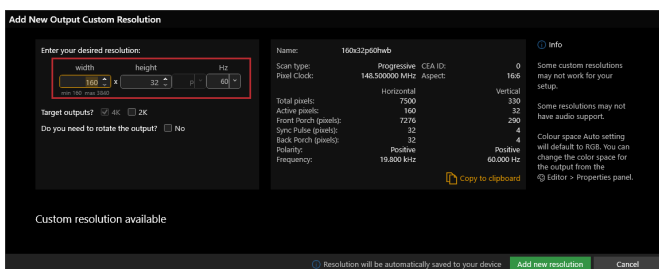 Add New Output Custom Resolution
Enter your desired resolution:
width height Hz
160 x 32 p 60
min 160 max 3840
Target outputs? 4K 2K
Do you need to rotate the output? No
Custom resolution available
Name: 160x32p60hwb
Scan type: Progressive CEA ID: 0
Pixel Clock: 148.500000 MHz Aspect: 16:6
Horizontal Vertical
Total pixels: 7500 330
Active pixels: 160 32
Front Porch (pixels): 7276 290
Sync Pulse (pixels): 32 4
Back Porch (pixels): 32 4
Polarity: Positive Positive
Frequency: 19.800 kHz 60.000 Hz
Copy to clipboard
Info
Some custom resolutions
may not work for your
setup.
Some resolutions may not
have audio support.
Colour space Auto setting
will default to RGB. You can
change the color space for
the output from the
Editor > Properties panel.
Resolution will be automatically saved to your device
Add new resolution
Cancel